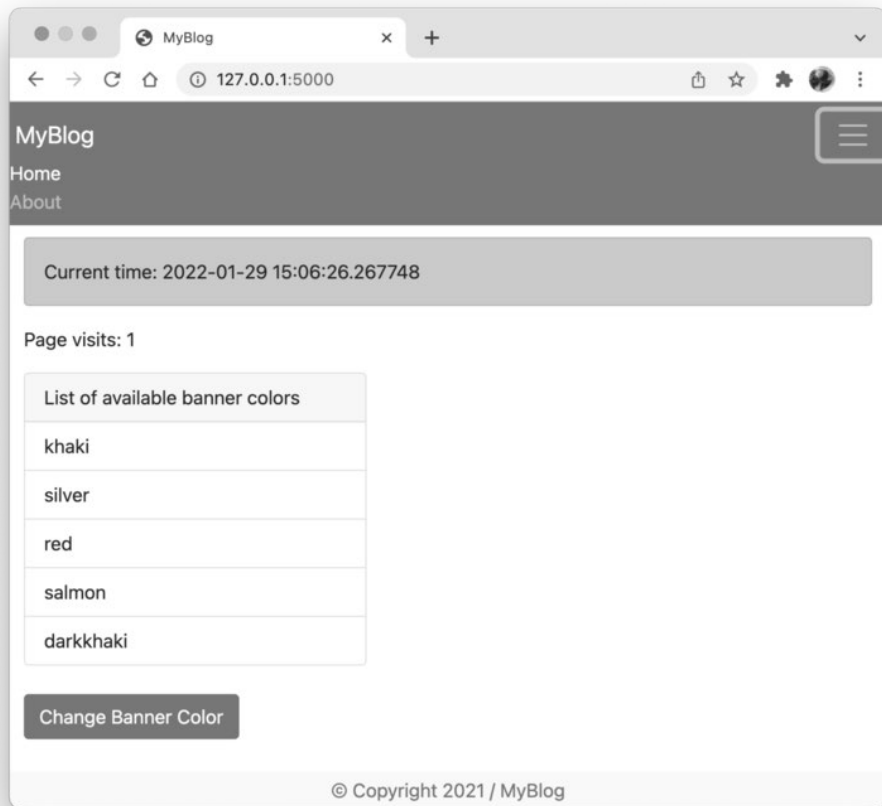 MyBlog
127.0.0.1:5000
MyBlog
Home
About
Current time: 2022-01-29 15:06:26.267748
Page visits: 1
List of available banner colors
khaki
silver
red
salmon
darkkhaki
Change Banner Color
© Copyright 2021 / MyBlog